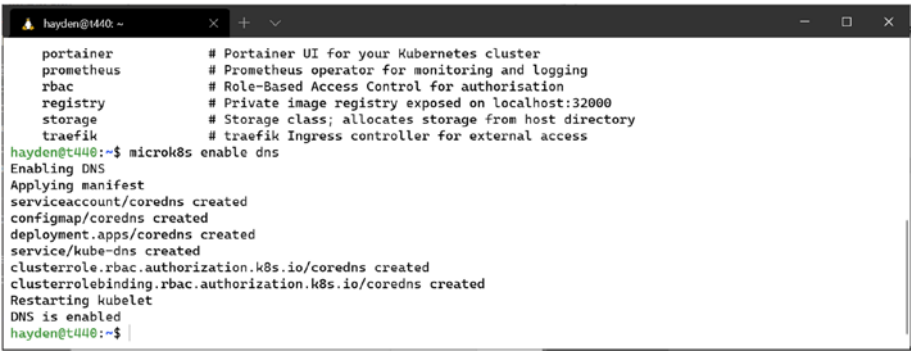 hayden@t440: ~
portainer # Portainer UI for your Kubernetes cluster
prometheus # Prometheus operator for monitoring and logging
rbac # Role-Based Access Control for authorisation
registry # Private image registry exposed on localhost:32000
storage # Storage class; allocates storage from host directory
traefik # traefik Ingress controller for external access
hayden@t440:~$ microk8s enable dns
Enabling DNS
Applying manifest
serviceaccount/coredns created
configmap/coredns created
deployment.apps/coredns created
service/kube-dns created
clusterrole.rbac.authorization.k8s.io/coredns created
clusterrolebinding.rbac.authorization.k8s.io/coredns created
Restarting kubelet
DNS is enabled
hayden@t440:~$